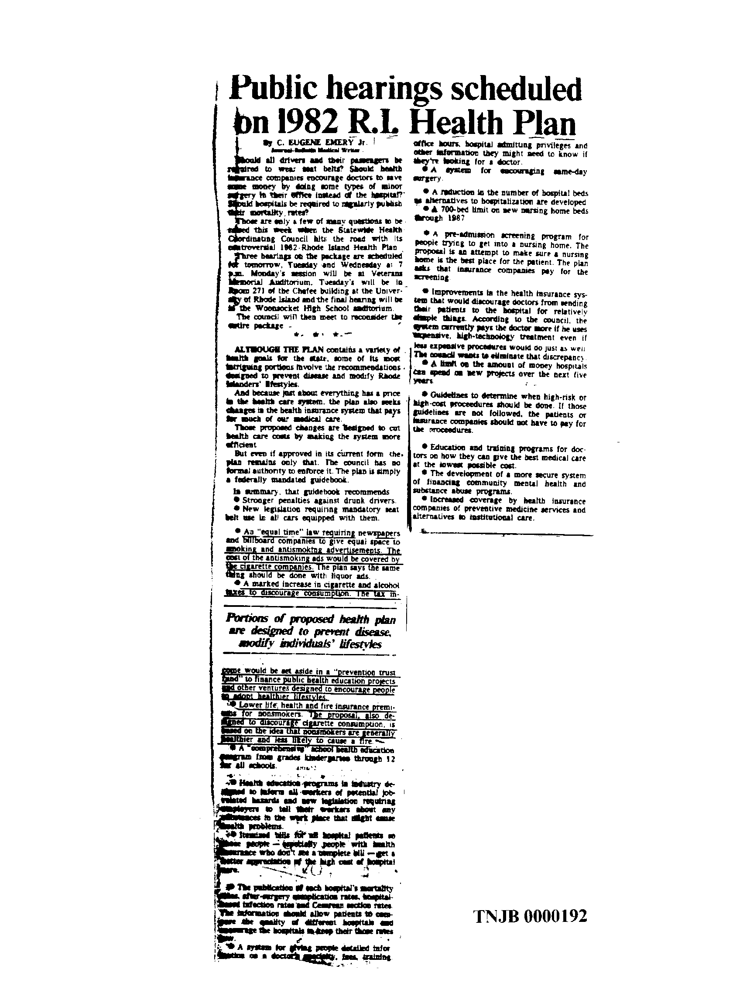 Public hearings scheduled
on 1982 R.I. Health Plan
By C. EUGENE EMERY Jr.
Journal-Bulletin Medical Writer
Should all drivers and their passengers be
required to wear seat belts? Should health
insurance companies encourage doctors to save
some money by doing some types of minor
surgery in their office instead of the hospital?
Should hospitals be required to regularly publish
their mortality rates?
Those are only a few of many questions to be
raised this week when the Statewide Health
Coordinating Council hits the road with its
controversial 1982 Rhode Island Health Plan
Three hearings on the package are scheduled
for tomorrow, Tuesday and Wednesday at 7
p.m. Monday's session will be at Veterans
Memorial Auditorium, Tuesday's will be in
Room 271 of the Chafee building at the Univer-
sity of Rhode Island and the final hearing will be
at the Woonsocket High School auditorium.
The council will then meet to reconsider the
entire package
* * *
ALTHOUGH THE PLAN contains a variety of
health goals for the state, some of its most
intriguing portions involve the recommendations
designed to prevent disease and modify Rhode
Islanders' lifestyles.
And because just about everything has a price
in the health care system, the plan also seeks
changes in the health insurance system that pays
for much of our medical care.
Those proposed changes are designed to cut
health care costs by making the system more
efficient
But even if approved in its current form the
plan remains only that. The council has no
formal authority to enforce it. The plan is simply
a federally mandated guidebook.
In summary, that guidebook recommends
● Stronger penalties against drunk drivers.
● New legislation requiring mandatory seat
belt use in all cars equipped with them.
● An "equal time" law requiring newspapers
and billboard companies to give equal space to
smoking and antismoking advertisements. The
cost of the antismoking ads would be covered by
the cigarette companies. The plan says the same
thing should be done with liquor ads.
● A marked increase in cigarette and alcohol
taxes to discourage consumption. The tax in-
Portions of proposed health plan
are designed to prevent disease,
modify individuals' lifestyles
come would be set aside in a "prevention trust
fund" to finance public health education projects
and other ventures designed to encourage people
to adopt healthier lifestyles.
● Lower life, health and fire insurance premi-
ums for nonsmokers. The proposal, also de-
signed to discourage cigarette consumption, is
based on the idea that nonsmokers are generally
healthier and less likely to cause a fire.
● A "comprehensive" school health education
program from grades kindergarten through 12
for all schools.
● Health education programs in industry de-
signed to inform all workers of potential job-
related hazards and new legislation requiring
employers to tell their workers about any
substances in the work place that might cause
health problems.
● Itemized bills for all hospital patients so
those people — especially people with health
insurance who don't see a complete bill — get a
better appreciation of the high cost of hospital
care.
● The publication of each hospital's mortality
rates, after-surgery complication rates, hospital-
based infection rates and Cesarean section rates.
The information should allow patients to com-
pare the quality of different hospitals and
encourage the hospitals to keep their those rates
low.
● A system for giving people detailed infor
mation on a doctor's specialty, fees, training,
office hours, hospital admitting privileges and
other information they might need to know if
they're looking for a doctor.
● A system for encouraging same-day
surgery.
● A reduction in the number of hospital beds
as alternatives to hospitalization are developed
● A 700-bed limit on new nursing home beds
through 1987
● A pre-admission screening program for
people trying to get into a nursing home. The
proposal is an attempt to make sure a nursing
home is the best place for the patient. The plan
asks that insurance companies pay for the
screening
● Improvements in the health insurance sys-
tem that would discourage doctors from sending
their patients to the hospital for relatively
simple things. According to the council, the
system currently pays the doctor more if he uses
expensive, high-technology treatment even if
less expensive procedures would do just as well
The council wants to eliminate that discrepancy.
● A limit on the amount of money hospitals
can spend on new projects over the next five
years
● Guidelines to determine when high-risk or
high-cost proceedures should be done. If those
guidelines are not followed, the patients or
insurance companies should not have to pay for
the proceedures.
● Education and training programs for doc-
tors on how they can give the best medical care
at the lowest possible cost.
● The development of a more secure system
of financing community mental health and
substance abuse programs.
● Increased coverage by health insurance
companies of preventive medicine services and
alternatives to institutional care.
TNJB 0000192